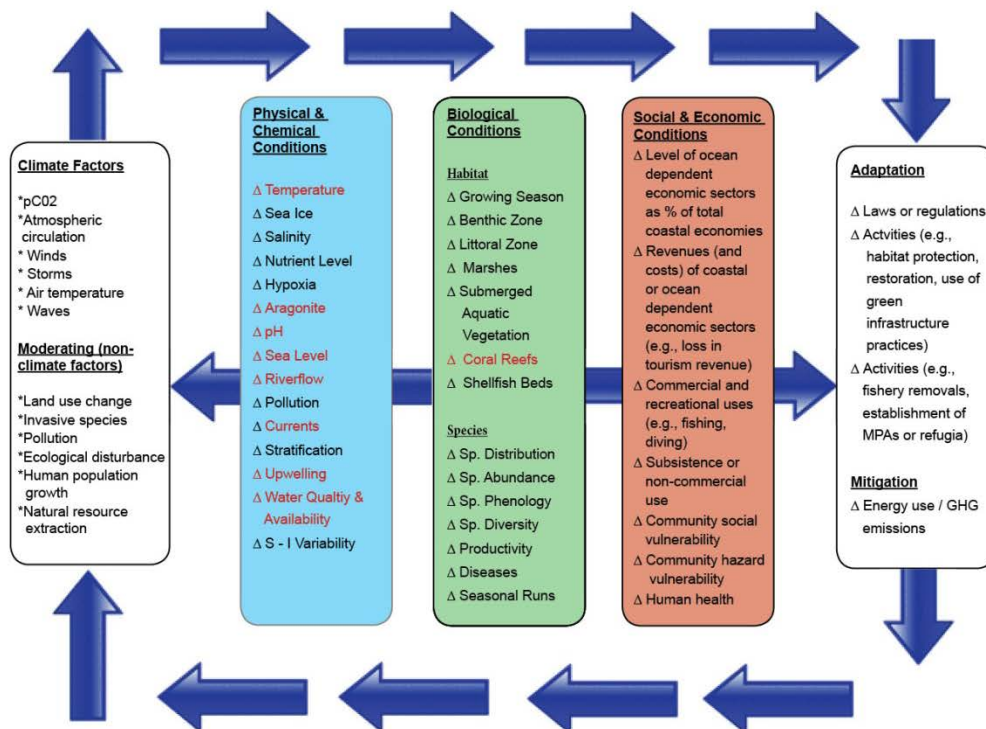 Climate Factors
*pC02
*Atmospheric
circulation
* Winds
* Storms
* Air temperature
* Waves
Moderating (non-
climate factors)
*Land use change
*Invasive species
*Pollution
*Ecological disturbance
*Human population
growth
*Natural resource
extraction
Physical &
Chemical
Conditions
Δ Temperature
Δ Sea Ice
Δ Salinity
Δ Nutrient Level
Δ Hypoxia
Δ Aragonite
Δ pH
Δ Sea Level
Δ Riverflow
Δ Pollution
Δ Currents
Δ Stratification
Δ Upwelling
Δ Water Qualtiy &
Availability
Δ S - I Variability
Biological
Conditions
Habitat
Δ Growing Season
Δ Benthic Zone
Δ Littoral Zone
Δ Marshes
Δ Submerged
Aquatic
Vegetation
Δ Coral Reefs
Δ Shellfish Beds
Species
Δ Sp. Distribution
Δ Sp. Abundance
Δ Sp. Phenology
Δ Sp. Diversity
Δ Productivity
Δ Diseases
Δ Seasonal Runs
Social & Economic
Conditions
Δ Level of ocean
dependent
economic sectors
as % of total
coastal economies
Δ Revenues (and
costs) of coastal
or ocean
dependent
economic sectors
(e.g., loss in
tourism revenue)
Δ Commercial and
recreational uses
(e.g., fishing,
diving)
Δ Subsistence or
non-commercial
use
Δ Community social
vulnerability
Δ Community hazard
vulnerability
Δ Human health
Adaptation
Δ Laws or regulations
Δ Actvities (e.g.,
habitat protection,
restoration, use of
green
infrastructure
practices)
Δ Activities (e.g.,
fishery removals,
establishment of
MPAs or refugia)
Mitigation
Δ Energy use / GHG
emissions